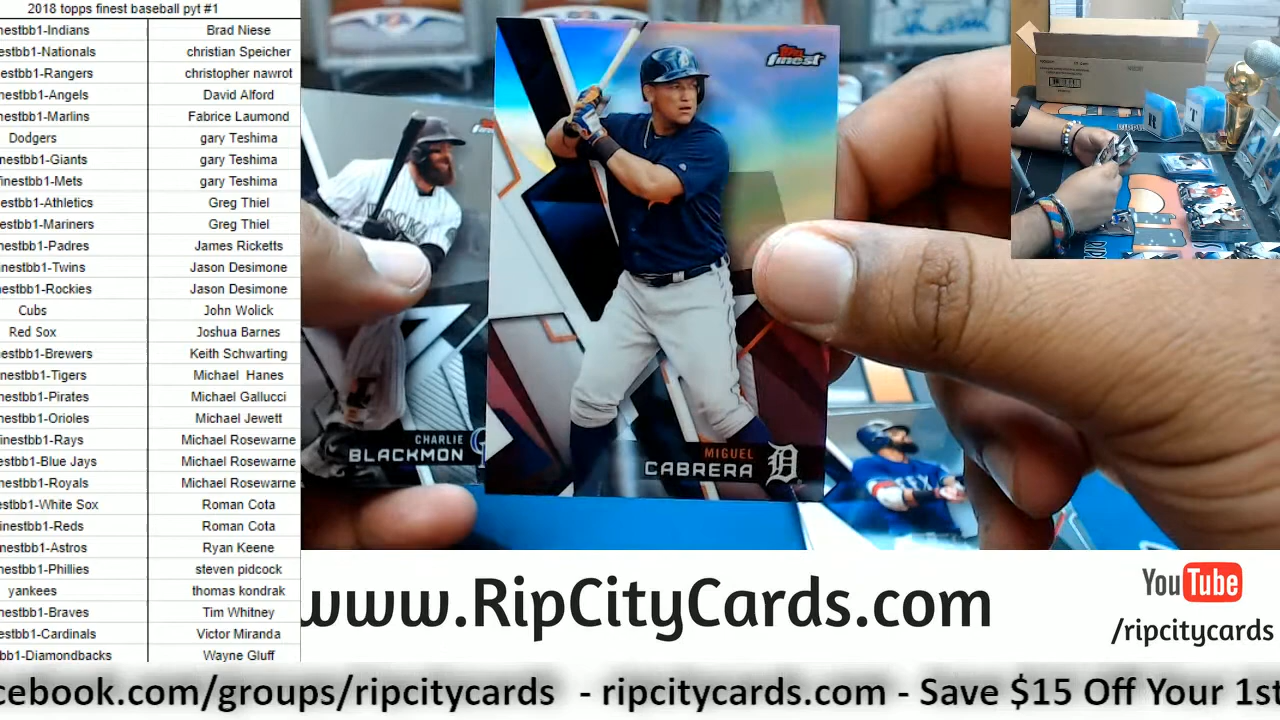 2018 topps finest baseball pyt #1
nestbb1-Indians Brad Niese
nestbb1-Nationals christian Speicher
nestbb1-Rangers christopher nawrot
nestbb1-Angels David Alford
nestbb1-Marlins Fabrice Laumond
Dodgers gary Teshima
nestbb1-Giants gary Teshima
finestbb1-Mets gary Teshima
nestbb1-Athletics Greg Thiel
nestbb1-Mariners Greg Thiel
nestbb1-Padres James Ricketts
nestbb1-Twins Jason Desimone
nestbb1-Rockies Jason Desimone
Cubs John Wolick
Red Sox Joshua Barnes
estbb1-Brewers Keith Schwarting
nestbb1-Tigers Michael Hanes
nestbb1-Pirates Michael Gallucci
nestbb1-Orioles Michael Jewett
inestbb1-Rays Michael Rosewarne
estbb1-Blue Jays Michael Rosewarne
nestbb1-Royals Michael Rosewarne
estbb1-White Sox Roman Cota
inestbb1-Reds Roman Cota
nestbb1-Astros Ryan Keene
nestbb1-Phillies steven pidcock
yankees thomas kondrak
nestbb1-Braves Tim Whitney
estbb1-Cardinals Victor Miranda
bb1-Diamondbacks Wayne Gluff
Topps
finest
CHARLIE
BLACKMON
MIGUEL
CABRERA
www.RipCityCards.com
YouTube
/ripcitycards
cebook.com/groups/ripcitycards - ripcitycards.com - Save $15 Off Your 1st